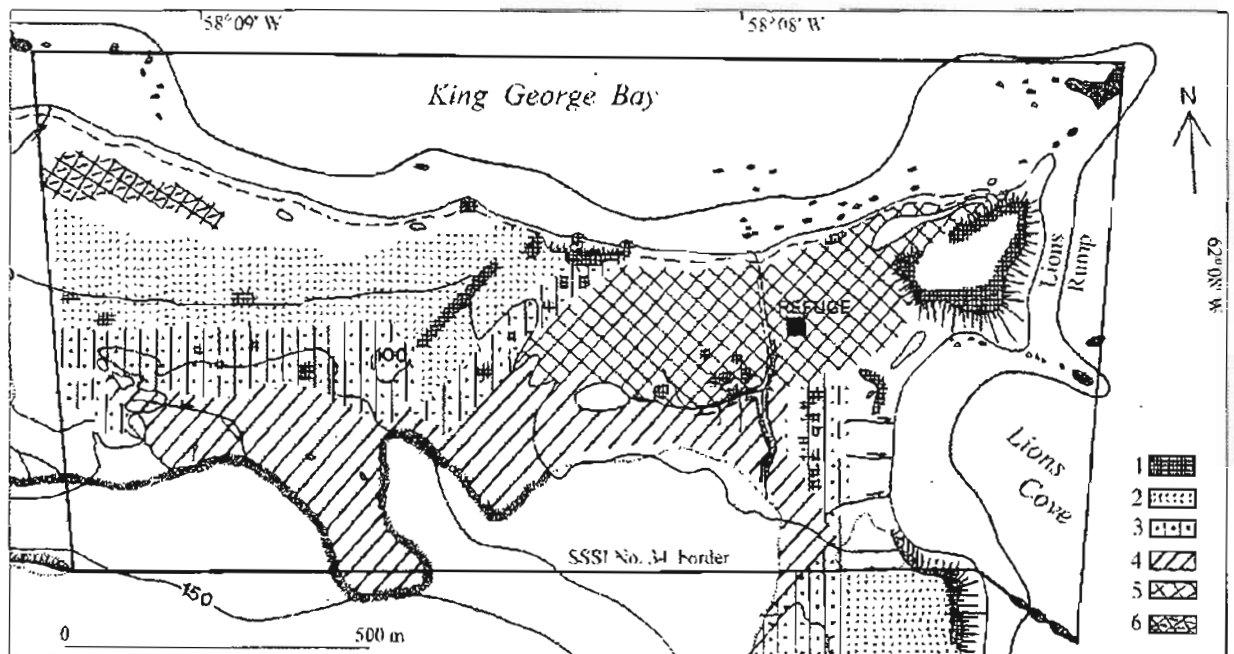 58°09' W
58°08' W
King George Bay
N
62°08' W
Lions
Rump
REFUGE
100
Lions
Cove
1
2
3
4
5
6
SSSI No. 34 Border
150
0
500 m